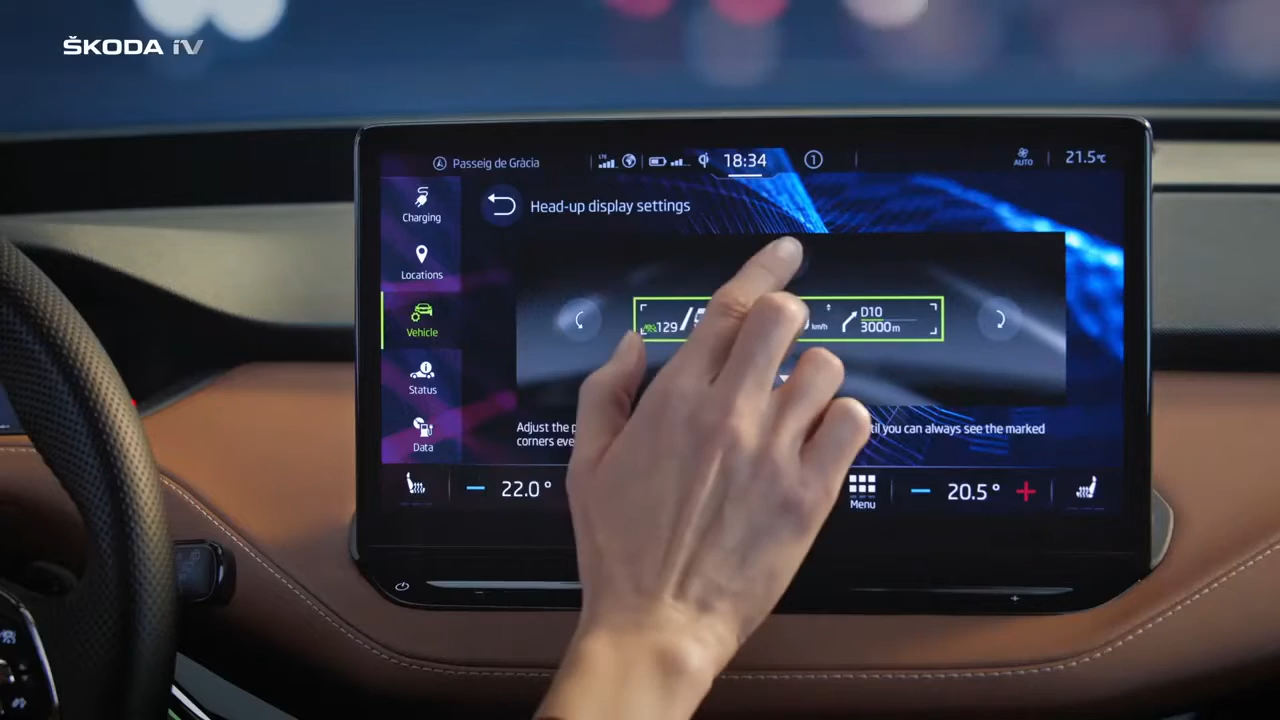 ŠKODA iV
Passeig de Gràcia
LTE
18:34
1
AUTO
21.5°C
Charging
Head-up display settings
Locations
Vehicle
129
km/h
D10
3000m
Status
Adjust the
til you can always see the marked
corners
Data
22.0°
Menu
20.5°